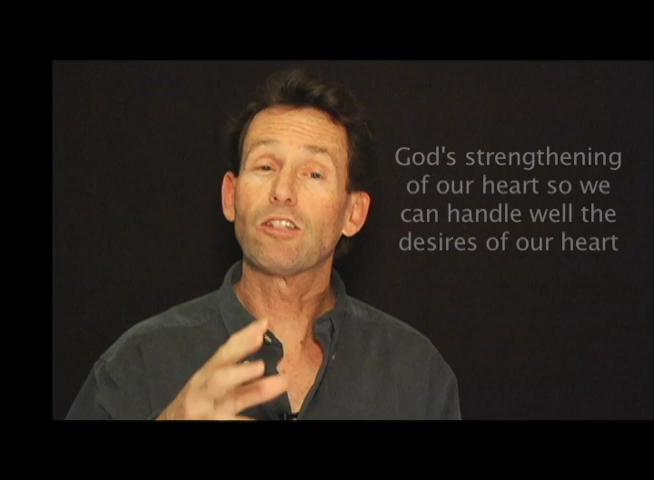 God's strengthening
of our heart so we
can handle well the
desires of our heart